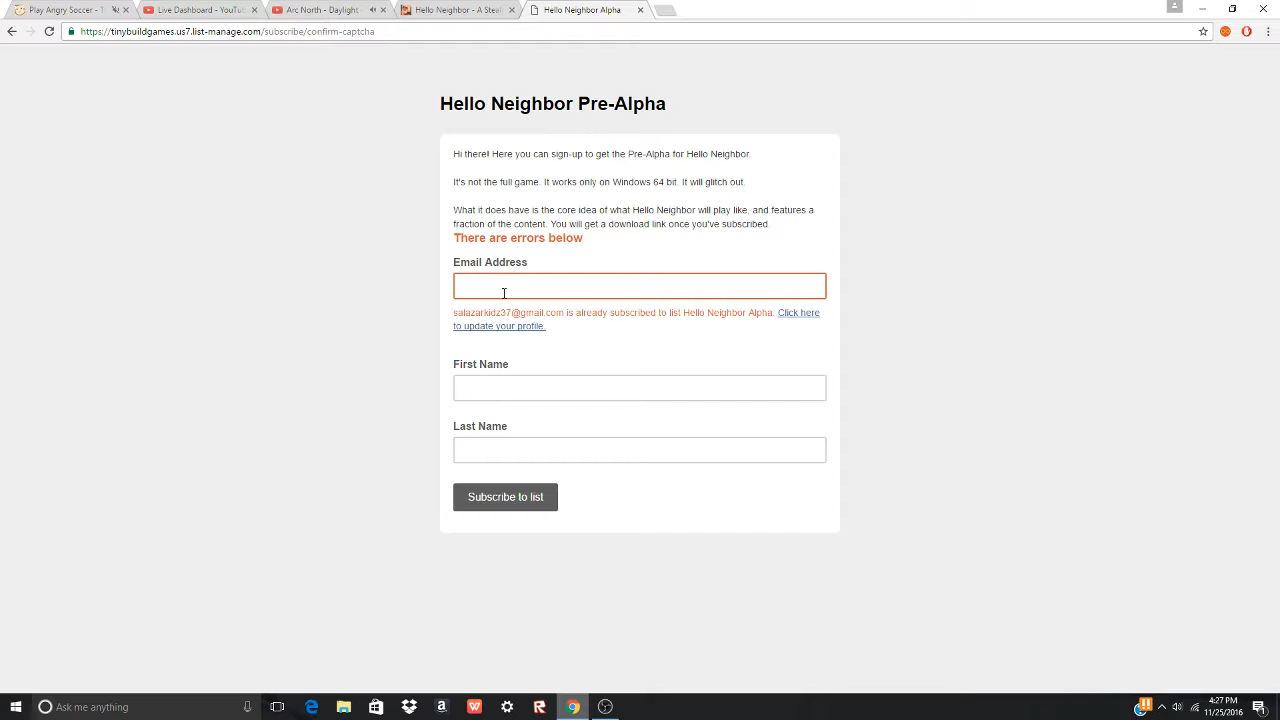 Play Angry Soccer - T
Live Dashboard - YouTu
Arc North - Daylight
Hello Neighbor - A Steal
Hello Neighbor Alpha
https://tinybuildgames.us7.list-manage.com/subscribe/confirm-captcha
Hello Neighbor Pre-Alpha
Hi there! Here you can sign-up to get the Pre-Alpha for Hello Neighbor.
It's not the full game. It works only on Windows 64 bit. It will glitch out.
What it does have is the core idea of what Hello Neighbor will play like, and features a
fraction of the content. You will get a download link once you've subscribed.
There are errors below
Email Address
salazarkidz37@gmail.com is already subscribed to list Hello Neighbor Alpha. Click here
to update your profile.
First Name
Last Name
Subscribe to list
Ask me anything
4:27 PM
11/25/2016